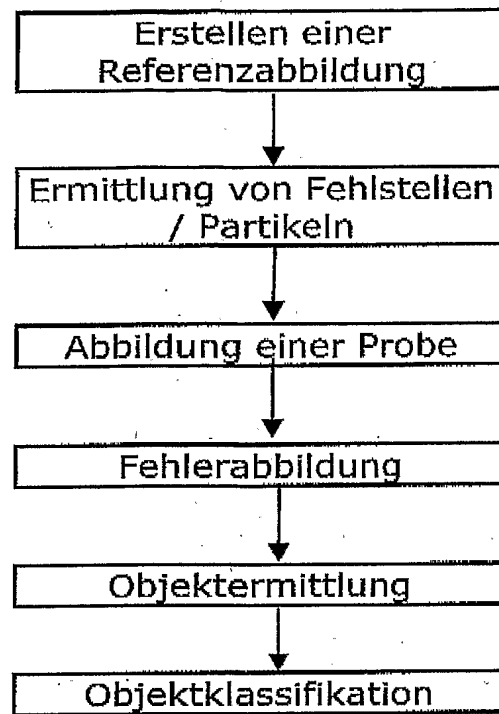 Erstellen einer
Referenzabbildung
Ermittlung von Fehlstellen
/ Partikeln
Abbildung einer Probe
Fehlerabbildung
Objektermittlung
Objektklassifikation